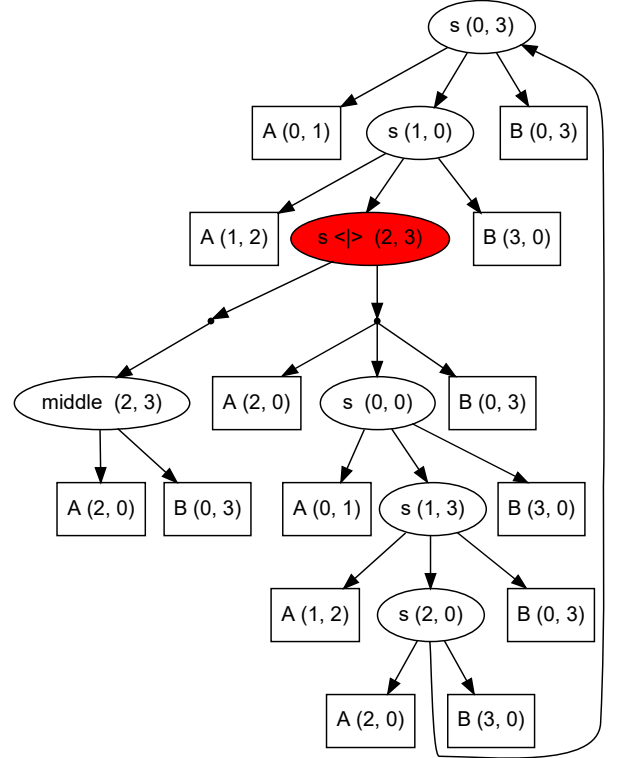 s (0, 3)
A (0, 1)
s (1, 0)
B (0, 3)
A (1, 2)
s <|> (2, 3)
B (3, 0)
middle (2, 3)
A (2, 0)
s (0, 0)
B (0, 3)
A (2, 0)
B (0, 3)
A (0, 1)
s (1, 3)
B (3, 0)
A (1, 2)
s (2, 0)
B (0, 3)
A (2, 0)
B (3, 0)